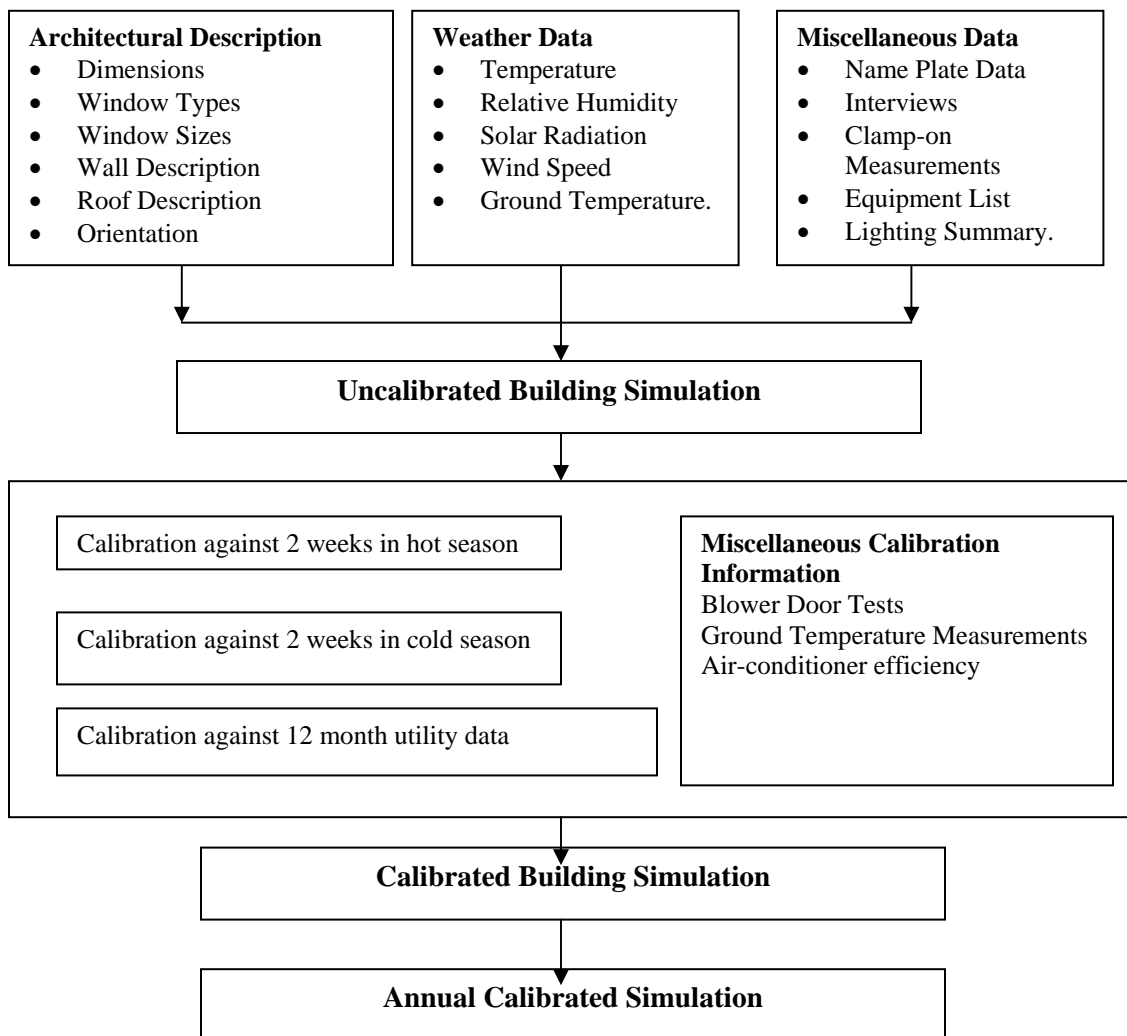 Architectural Description
• Dimensions
• Window Types
• Window Sizes
• Wall Description
• Roof Description
• Orientation
Weather Data
• Temperature
• Relative Humidity
• Solar Radiation
• Wind Speed
• Ground Temperature.
Miscellaneous Data
• Name Plate Data
• Interviews
• Clamp-on
Measurements
• Equipment List
• Lighting Summary.
Uncalibrated Building Simulation
Calibration against 2 weeks in hot season
Calibration against 2 weeks in cold season
Calibration against 12 month utility data
Miscellaneous Calibration
Information
Blower Door Tests
Ground Temperature Measurements
Air-conditioner efficiency
Calibrated Building Simulation
Annual Calibrated Simulation